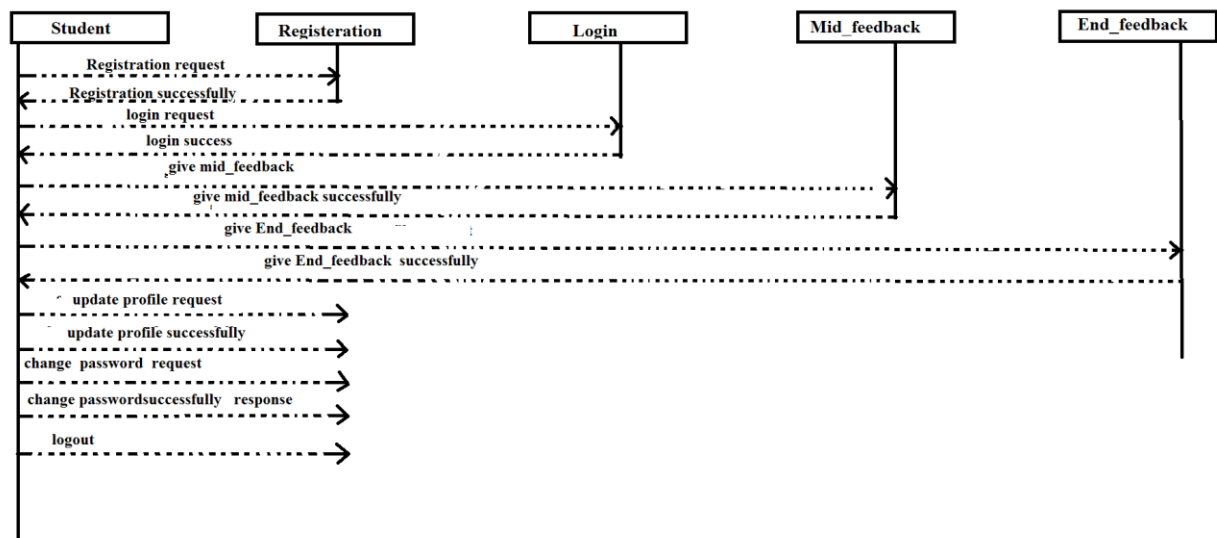 Student
Registeration
Login
Mid_feedback
End_feedback
Registration request
Registration successfully
login request
login success
give mid_feedback
give mid_feedback successfully
give End_feedback
give End_feedback successfully
update profile request
update profile successfully
change password request
change passwordsuccessfully response
logout